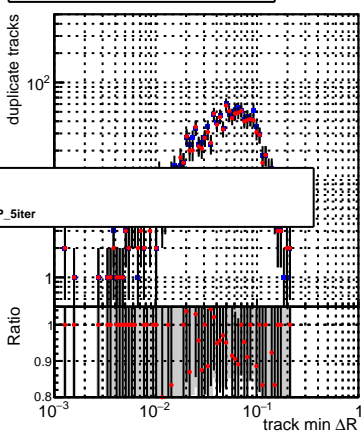 duplicate tracks
10²
P_5iter
1
Ratio
1
0.9
0.8
10⁻³ 10⁻² 10⁻¹ 1
track min ΔR